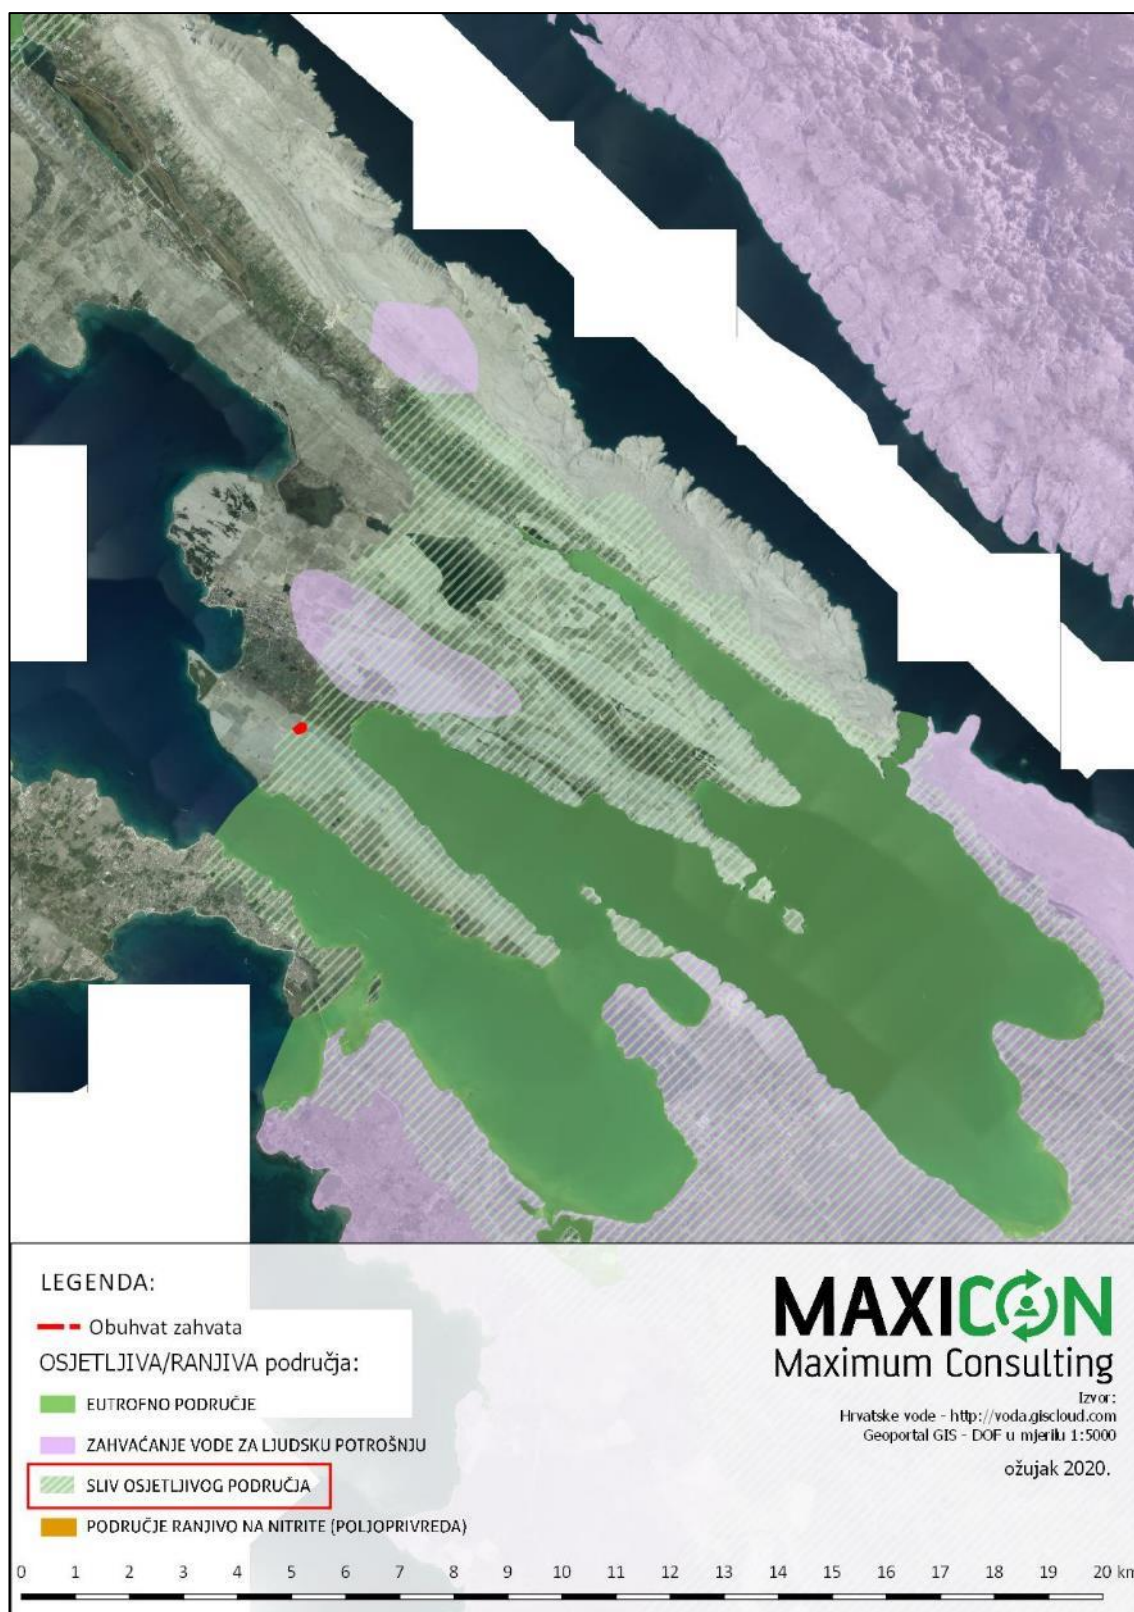 LEGENDA:
Obuhvat zahvata
OSJETLJIVA/RANJIVA područja:
EUTROFNO PODRUČJE
ZAHVAĆANJE VODE ZA LJUDSKU POTROŠNJU
SLIV OSJETLJIVOG PODRUČJA
PODRUČJE RANJIVO NA NITRITE (POLJOPRIVREDA)
MAXICON
Maximum Consulting
Izvor:
Hrvatske vode - http://voda.giscloud.com
Geoportal GIS - DOF u mjerilu 1:5000
ožujak 2020.
0 1 2 3 4 5 6 7 8 9 10 11 12 13 14 15 16 17 18 19 20 km